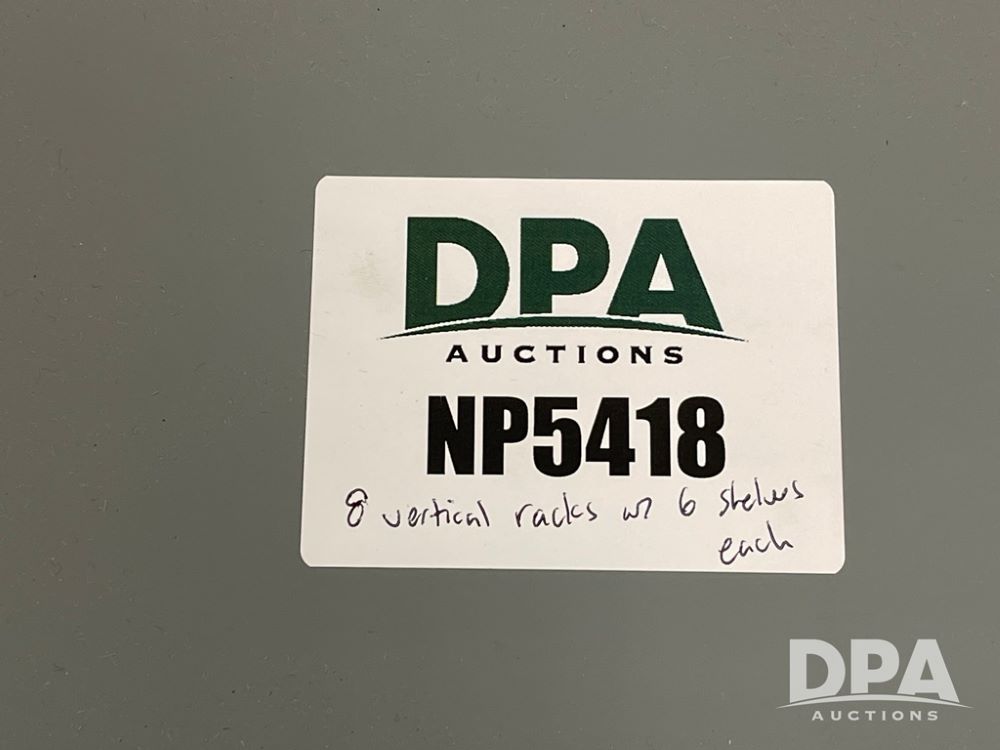 DPA
AUCTIONS
NP5418
8 vertical racks w/ 6 shelves
each
DPA
AUCTIONS